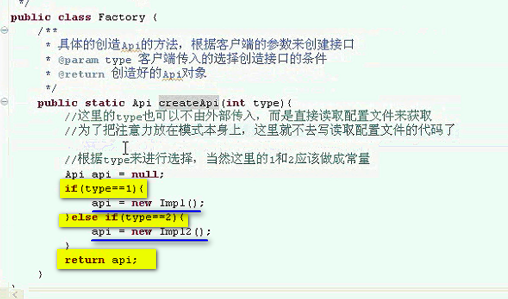 */
public class Factory {
/**
* 具体的创造Api的方法，根据客户端的参数来创建接口
* @param type 客户端传入的选择创造接口的条件
* @return 创造好的Api对象
*/
public static Api createApi(int type){
//这里的type也可以不由外部传入，而是直接读取配置文件来获取
//为了把注意力放在模式本身上，这里就不去写读取配置文件的代码了
//根据type来进行选择，当然这里的1和2应该做成常量
Api api = null;
if(type==1){
api = new Impl();
}else if(type==2){
api = new Impl2();
}
return api;
}
}